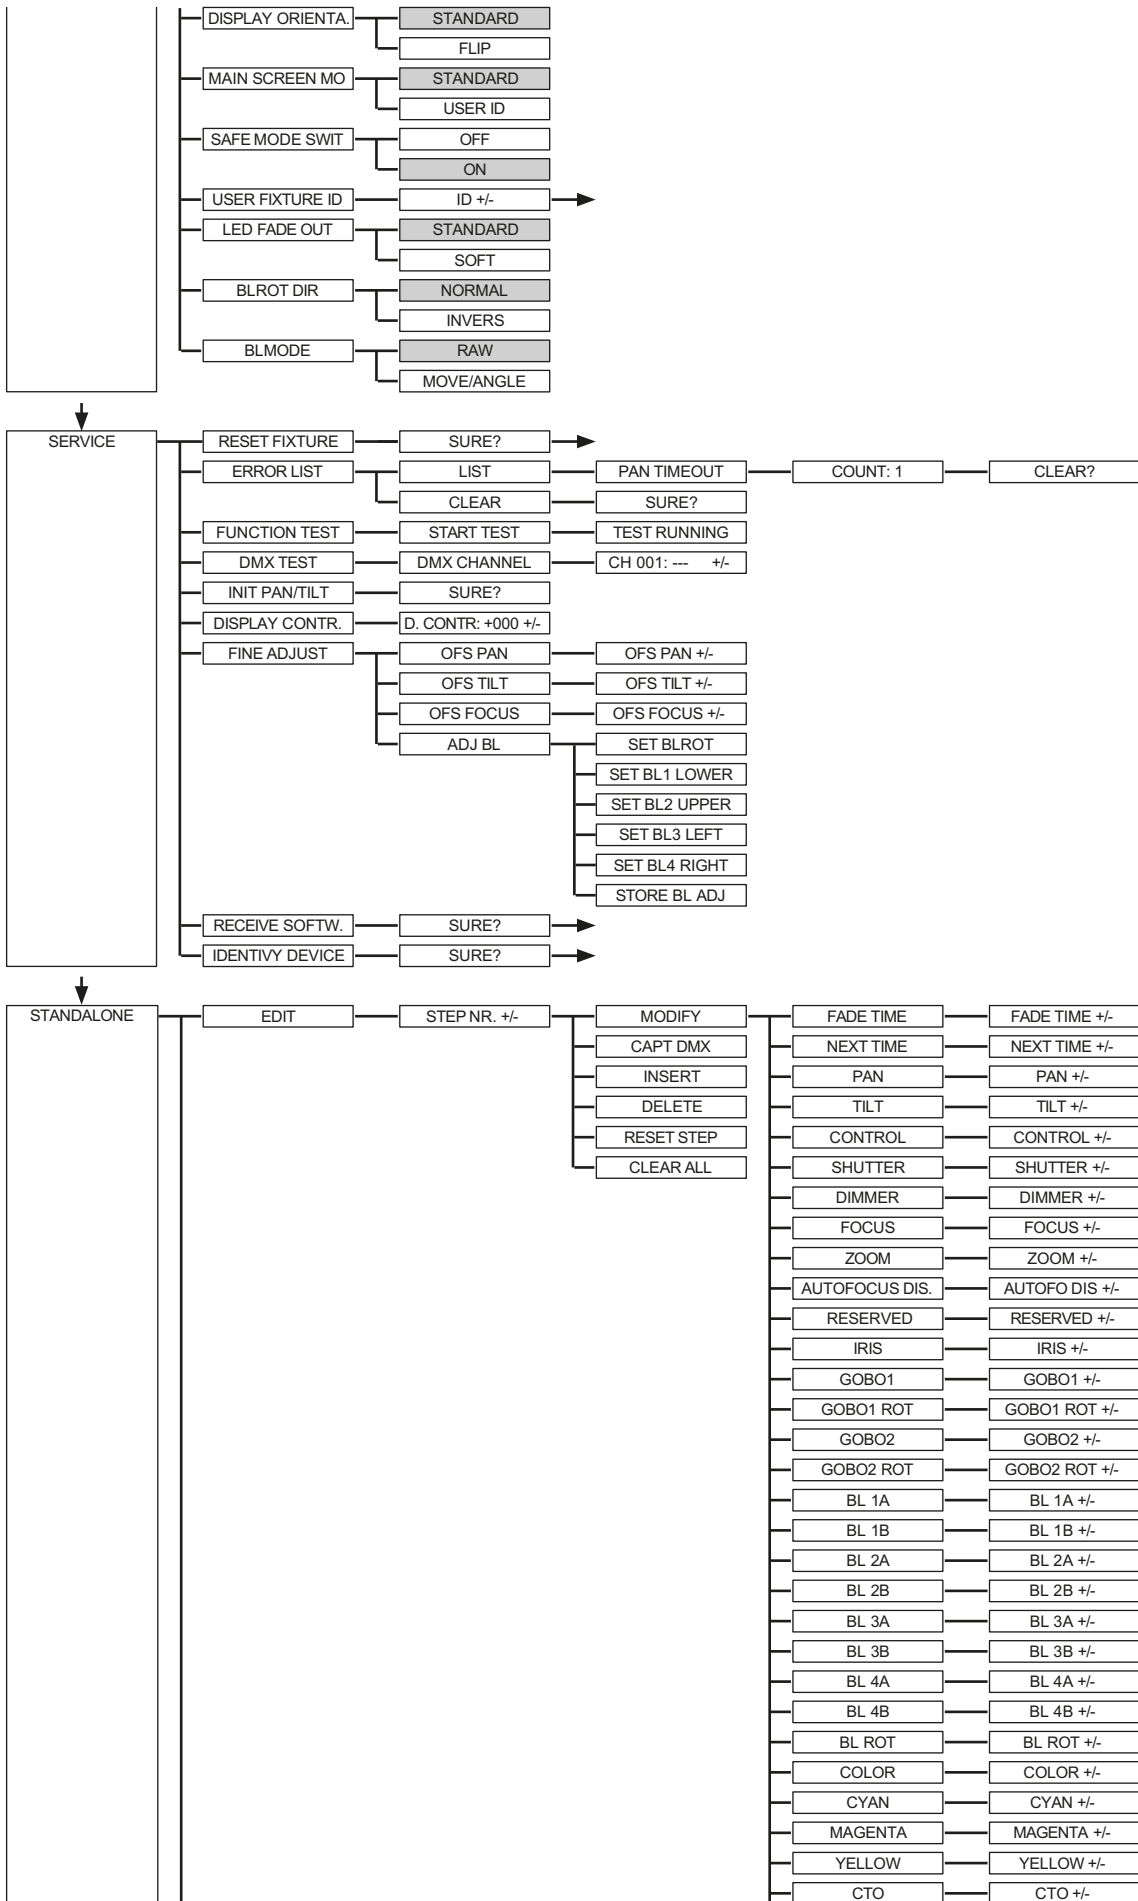 DISPLAY ORIENTA. STANDARD
FLIP
MAIN SCREEN MO STANDARD
USER ID
SAFE MODE SWIT OFF
ON
USER FIXTURE ID ID +/-
LED FADE OUT STANDARD
SOFT
BLROT DIR NORMAL
INVERS
BLMODE RAW
MOVE/ANGLE
SERVICE RESET FIXTURE SURE?
ERROR LIST LIST PAN TIMEOUT COUNT: 1 CLEAR?
CLEAR SURE?
FUNCTION TEST START TEST TEST RUNNING
DMX TEST DMX CHANNEL CH 001: --- +/-
INIT PAN/TILT SURE?
DISPLAY CONTR. D. CONTR: +000 +/-
FINE ADJUST OFS PAN OFS PAN +/-
OFS TILT OFS TILT +/-
OFS FOCUS OFS FOCUS +/-
ADJ BL SET BLROT
SET BL1 LOWER
SET BL2 UPPER
SET BL3 LEFT
SET BL4 RIGHT
STORE BL ADJ
RECEIVE SOFTW. SURE?
IDENTIVY DEVICE SURE?
STANDALONE EDIT STEP NR. +/- MODIFY FADE TIME FADE TIME +/-
CAPT DMX NEXT TIME NEXT TIME +/-
INSERT PAN PAN +/-
DELETE TILT TILT +/-
RESET STEP CONTROL CONTROL +/-
CLEAR ALL SHUTTER SHUTTER +/-
DIMMER DIMMER +/-
FOCUS FOCUS +/-
ZOOM ZOOM +/-
AUTOFOCUS DIS. AUTOFO DIS +/-
RESERVED RESERVED +/-
IRIS IRIS +/-
GOBO1 GOBO1 +/-
GOBO1 ROT GOBO1 ROT +/-
GOBO2 GOBO2 +/-
GOBO2 ROT GOBO2 ROT +/-
BL 1A BL 1A +/-
BL 1B BL 1B +/-
BL 2A BL 2A +/-
BL 2B BL 2B +/-
BL 3A BL 3A +/-
BL 3B BL 3B +/-
BL 4A BL 4A +/-
BL 4B BL 4B +/-
BL ROT BL ROT +/-
COLOR COLOR +/-
CYAN CYAN +/-
MAGENTA MAGENTA +/-
YELLOW YELLOW +/-
CTO CTO +/-